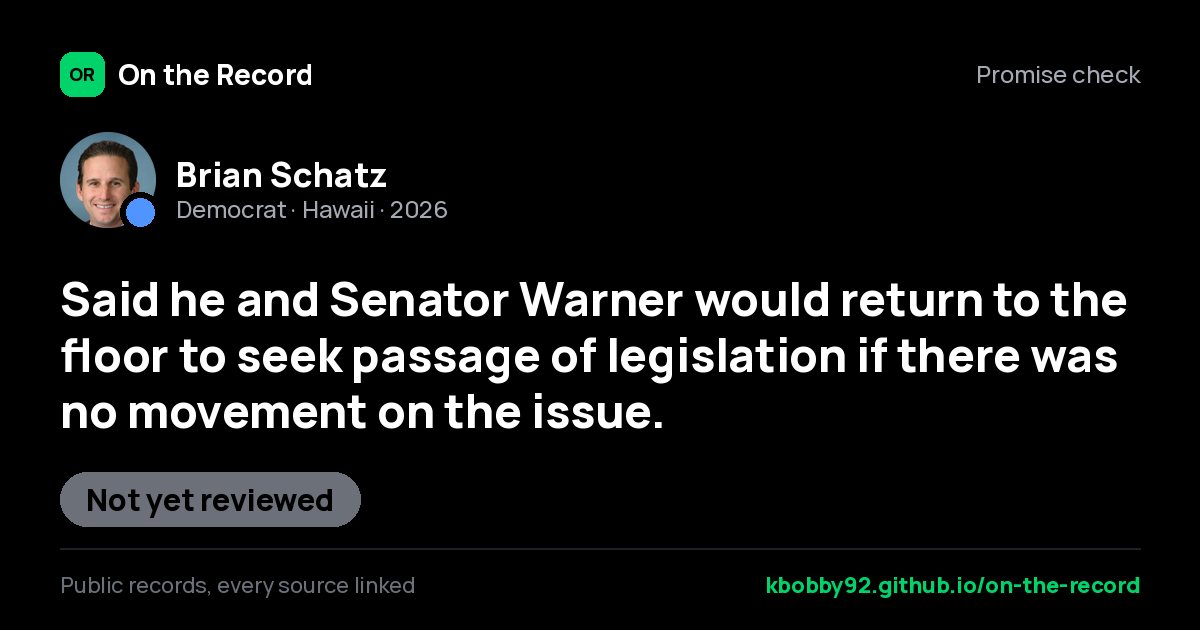 OR On the Record
Promise check
Brian Schatz
Democrat · Hawaii · 2026
Said he and Senator Warner would return to the
floor to seek passage of legislation if there was
no movement on the issue.
Not yet reviewed
Public records, every source linked
kbobby92.github.io/on-the-record